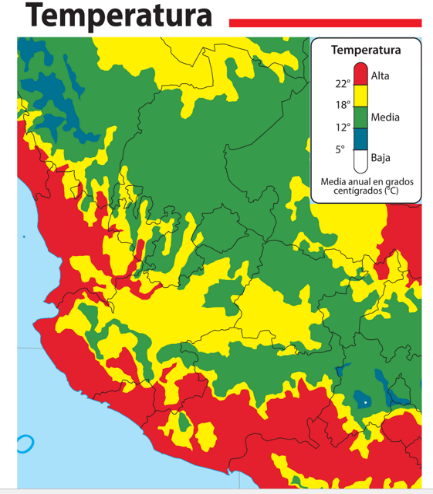 Temperatura
Temperatura
Alta
22°
18°
Media
12°
5°
Baja
Media anual en grados
centígrados (°C)